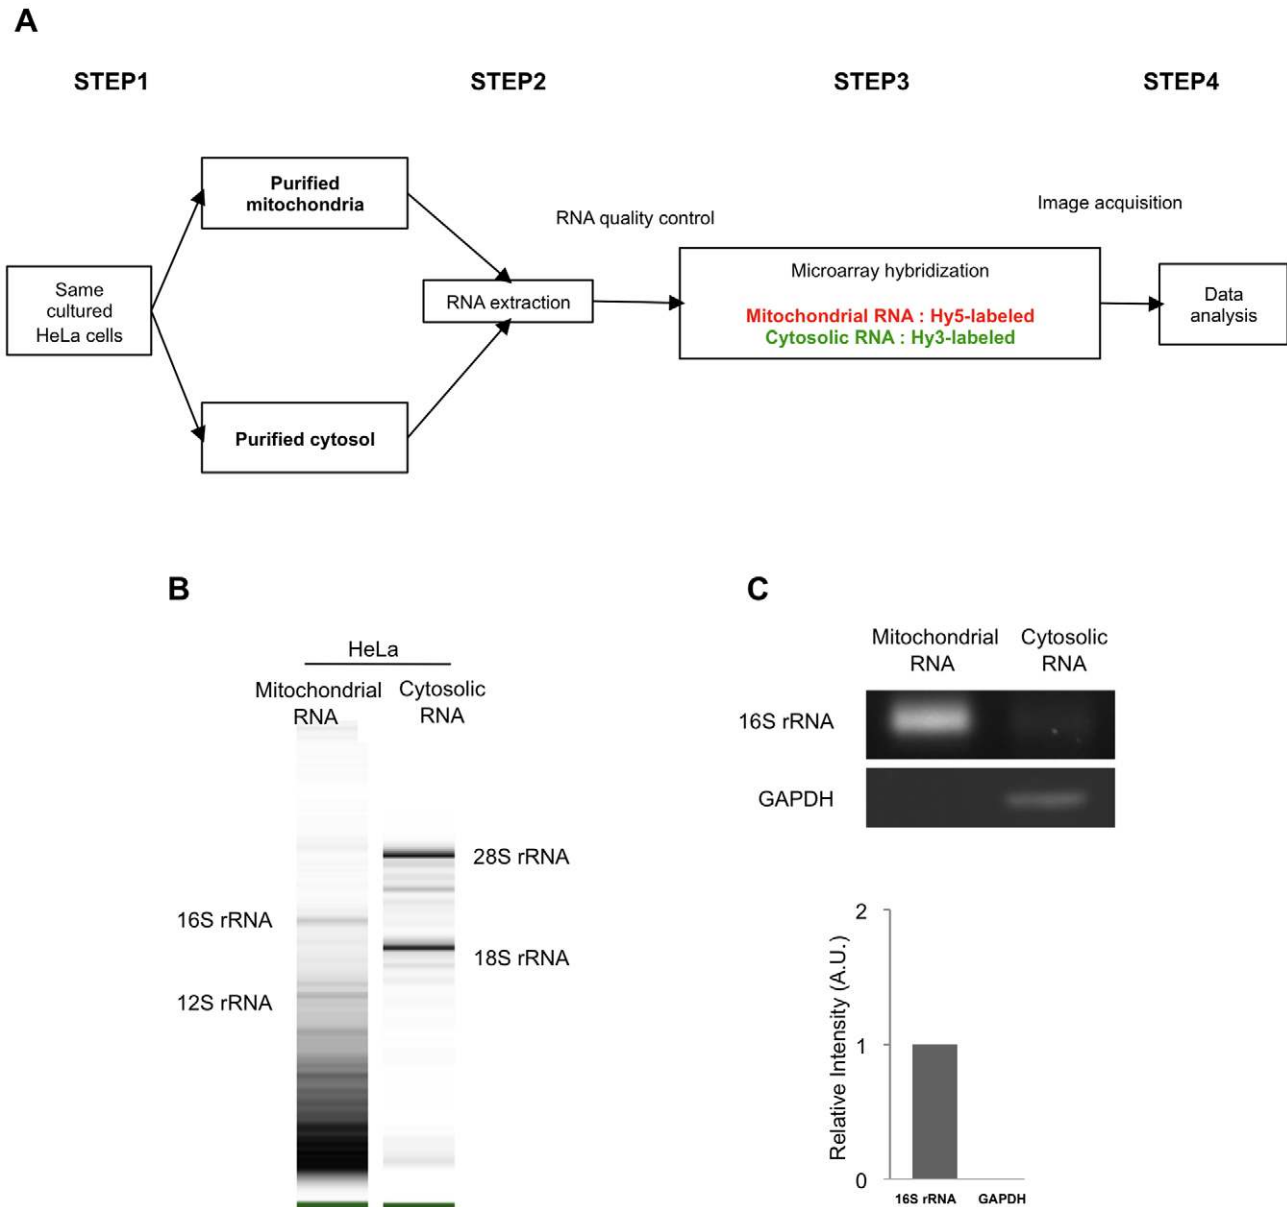 A
STEP1
STEP2
STEP3
STEP4
Purified
mitochondria
RNA quality control
Image acquisition
Same
cultured
HeLa cells
RNA extraction
Microarray hybridization
Mitochondrial RNA : Hy5-labeled
Cytosolic RNA : Hy3-labeled
Data
analysis
Purified cytosol
B
HeLa
Mitochondrial
RNA
Cytosolic
RNA
28S rRNA
16S rRNA
18S rRNA
12S rRNA
C
Mitochondrial
RNA
Cytosolic
RNA
16S rRNA
GAPDH
Relative Intensity (A.U.)
2
1
0
16S rRNA
GAPDH